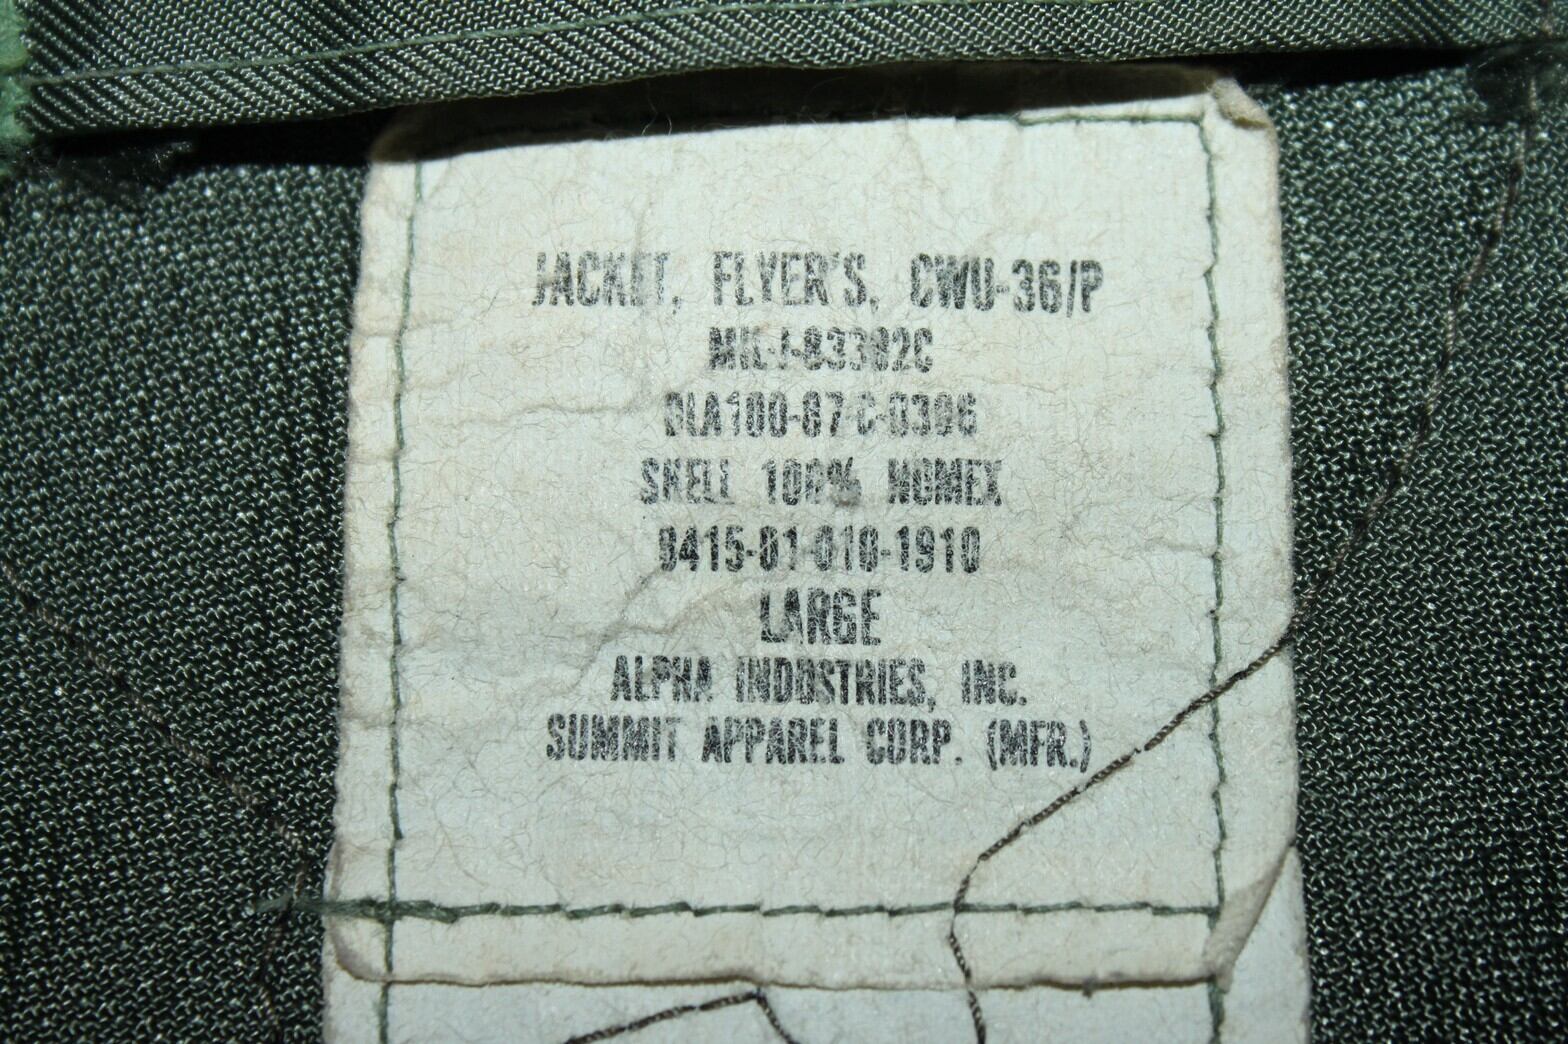 JACKET, FLYER'S, CWU-36/P
MIL-J-83382C
DLA100-87-C-0396
SHELL 100% NOMEX
8415-01-010-1910
LARGE
ALPHA INDUSTRIES, INC.
SUMMIT APPAREL CORP. (MFR.)